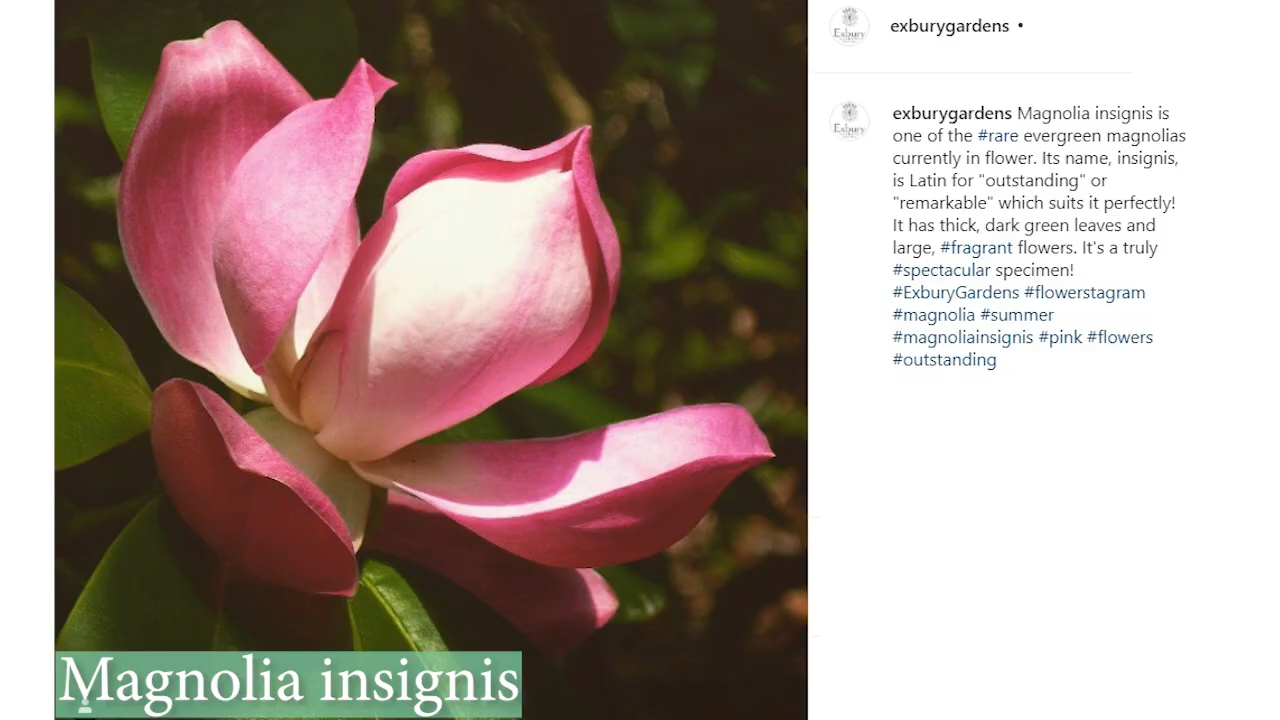 exburygardens •
exburygardens Magnolia insignis is
one of the #rare evergreen magnolias
currently in flower. Its name, insignis,
is Latin for "outstanding" or
"remarkable" which suits it perfectly!
It has thick, dark green leaves and
large, #fragrant flowers. It's a truly
#spectacular specimen!
#ExburyGardens #flowerstagram
#magnolia #summer
#magnoliainsignis #pink #flowers
#outstanding
Exbury
Exbury
Magnolia insignis